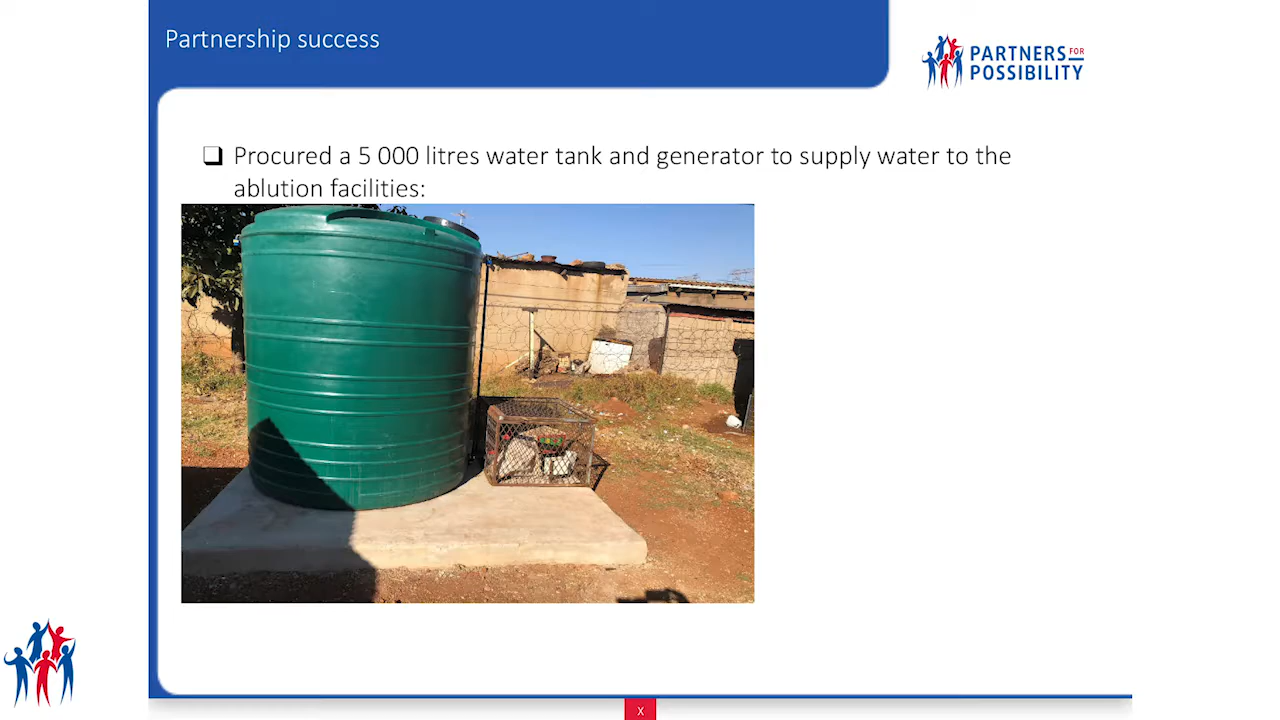 Partnership success
PARTNERS FOR
POSSIBILITY
❑ Procured a 5 000 litres water tank and generator to supply water to the
ablution facilities:
X